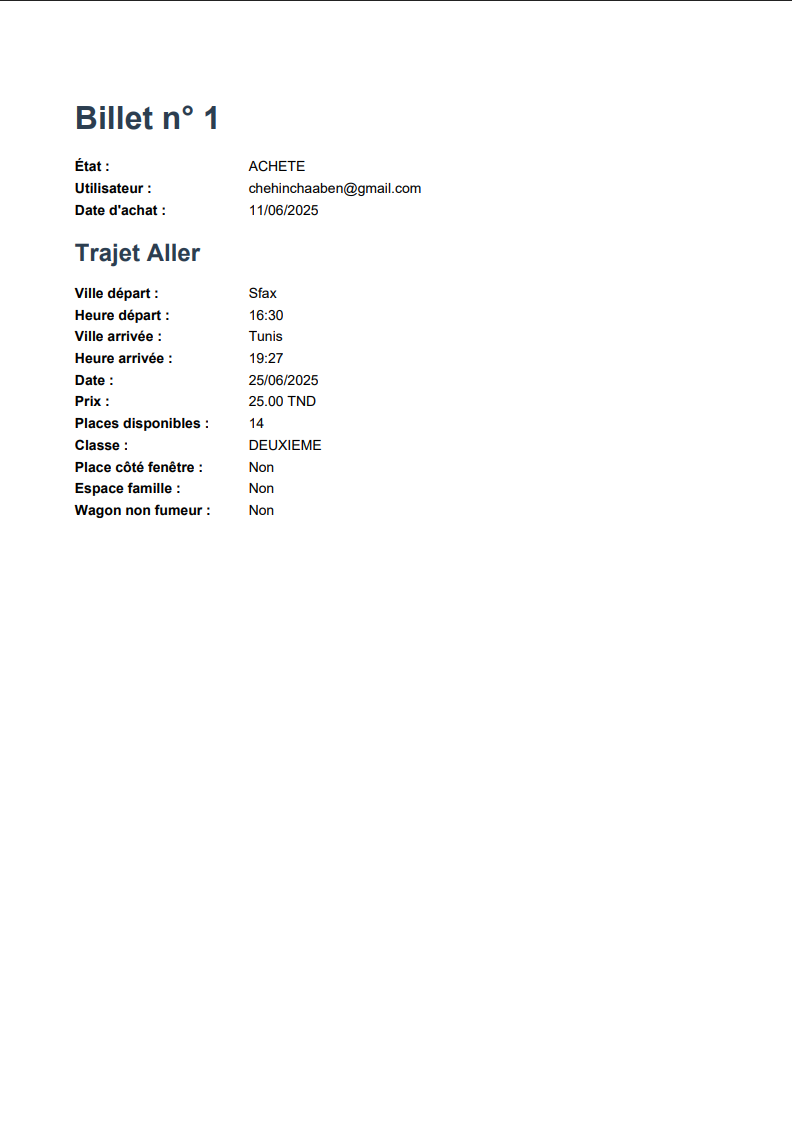 Billet n° 1
État : ACHETE
Utilisateur : chehinchaaben@gmail.com
Date d'achat : 11/06/2025
Trajet Aller
Ville départ : Sfax
Heure départ : 16:30
Ville arrivée : Tunis
Heure arrivée : 19:27
Date : 25/06/2025
Prix : 25.00 TND
Places disponibles : 14
Classe : DEUXIEME
Place côté fenêtre : Non
Espace famille : Non
Wagon non fumeur : Non